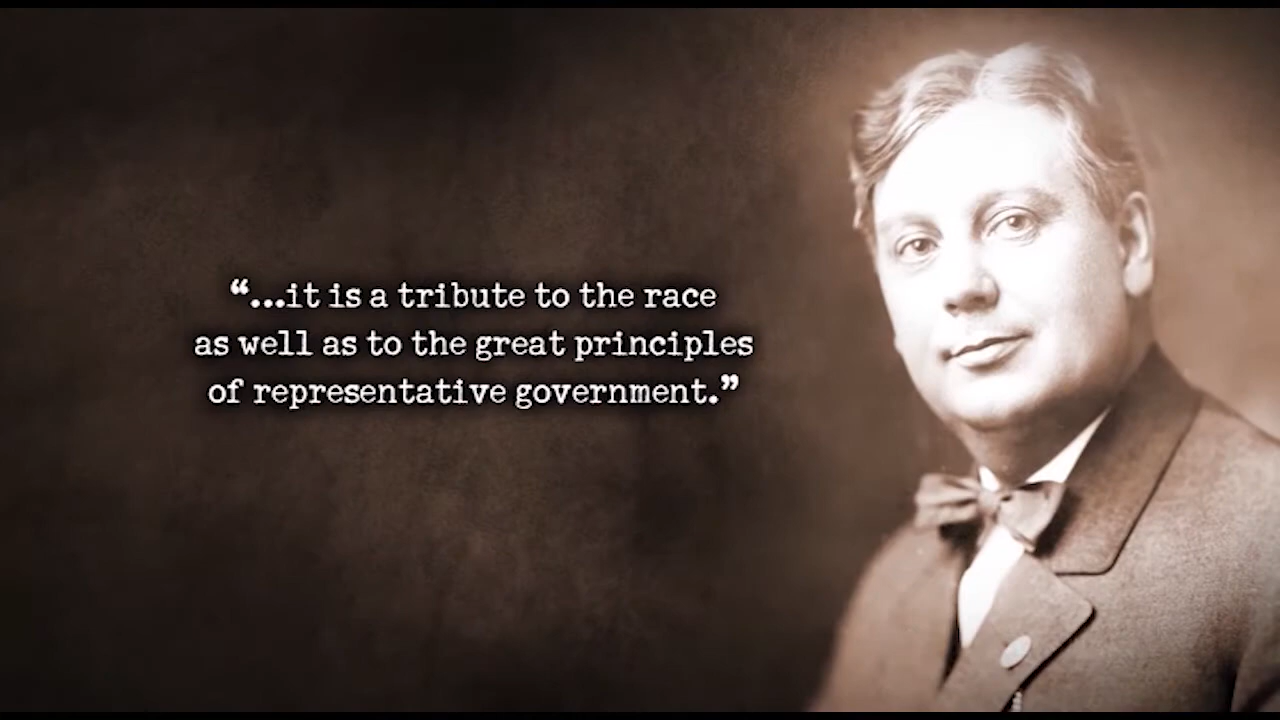 “...it is a tribute to the race
as well as to the great principles
of representative government.”